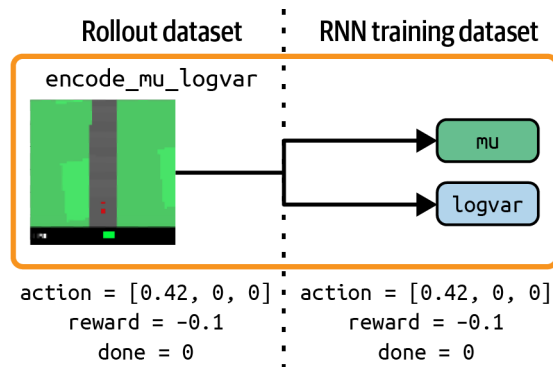 Rollout dataset
RNN training dataset
encode_mu_logvar
mu
logvar
action = [0.42, 0, 0]
reward = −0.1
done = 0
action = [0.42, 0, 0]
reward = −0.1
done = 0